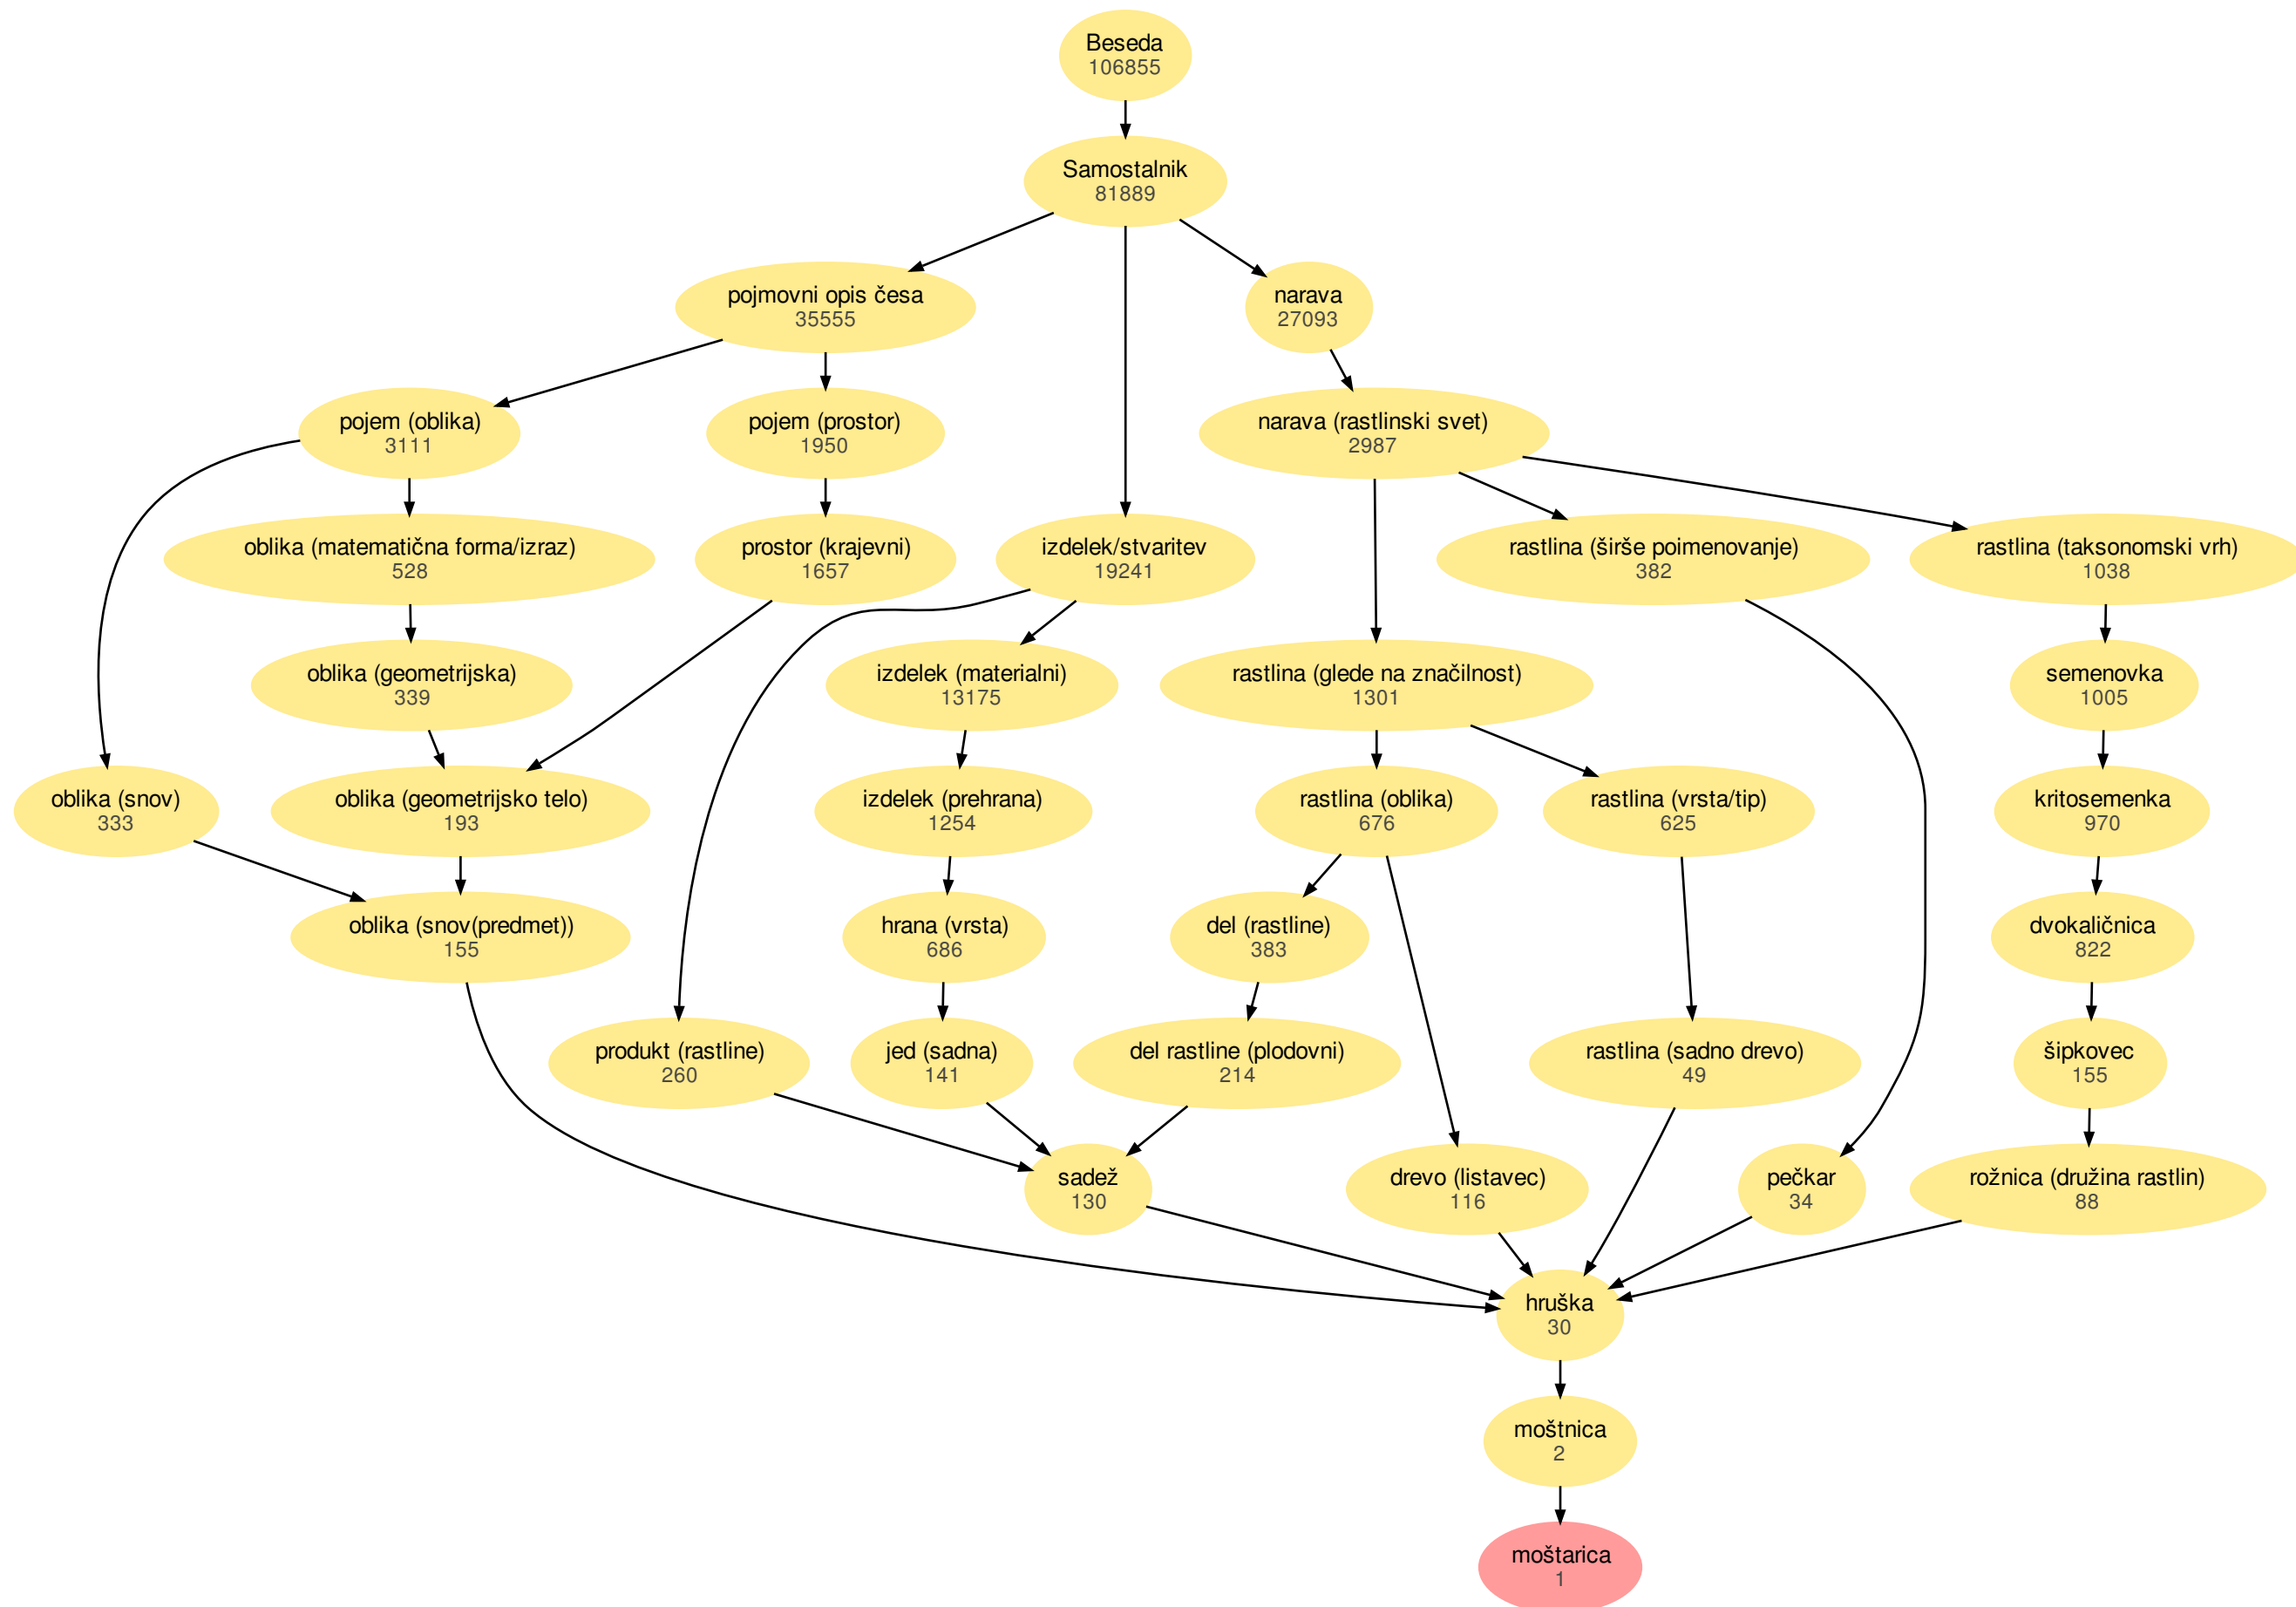 Beseda
106855
Samostalnik
81889
pojmovni opis česa
35555
narava
27093
pojem (oblika)
3111
pojem (prostor)
1950
narava (rastlinski svet)
2987
oblika (matematična forma/izraz)
528
prostor (krajevni)
1657
izdelek/stvaritev
19241
rastlina (širše poimenovanje)
382
rastlina (taksonomski vrh)
1038
oblika (geometrijska)
339
izdelek (materialni)
13175
rastlina (glede na značilnost)
1301
semenovka
1005
oblika (snov)
333
oblika (geometrijsko telo)
193
izdelek (prehrana)
1254
rastlina (oblika)
676
rastlina (vrsta/tip)
625
kritosemenka
970
oblika (snov(predmet))
155
hrana (vrsta)
686
del (rastline)
383
dvokaličnica
822
produkt (rastline)
260
jed (sadna)
141
del rastline (plodovni)
214
rastlina (sadno drevo)
49
šipkovec
155
sadež
130
drevo (listavec)
116
pečkar
34
rožnica (družina rastlin)
88
hruška
30
moštnica
2
moštarica
1